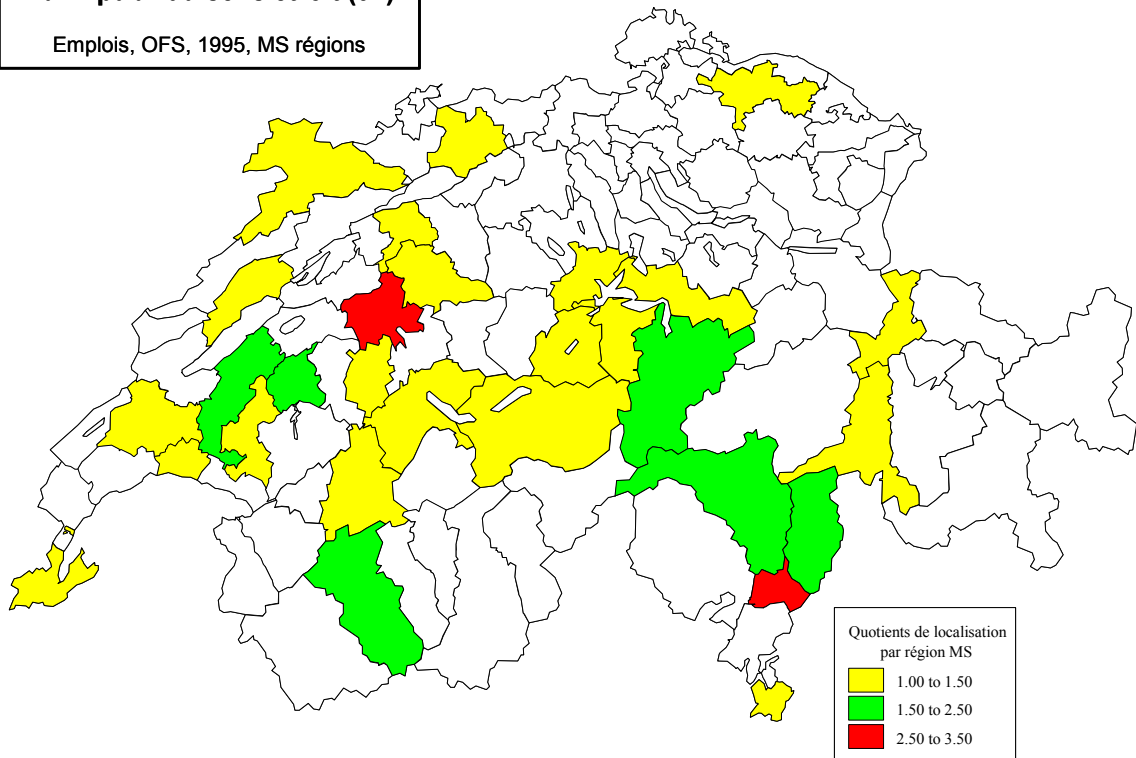 Emplois, OFS, 1995, MS régions
Quotients de localisation
par région MS
1.00 to 1.50
1.50 to 2.50
2.50 to 3.50